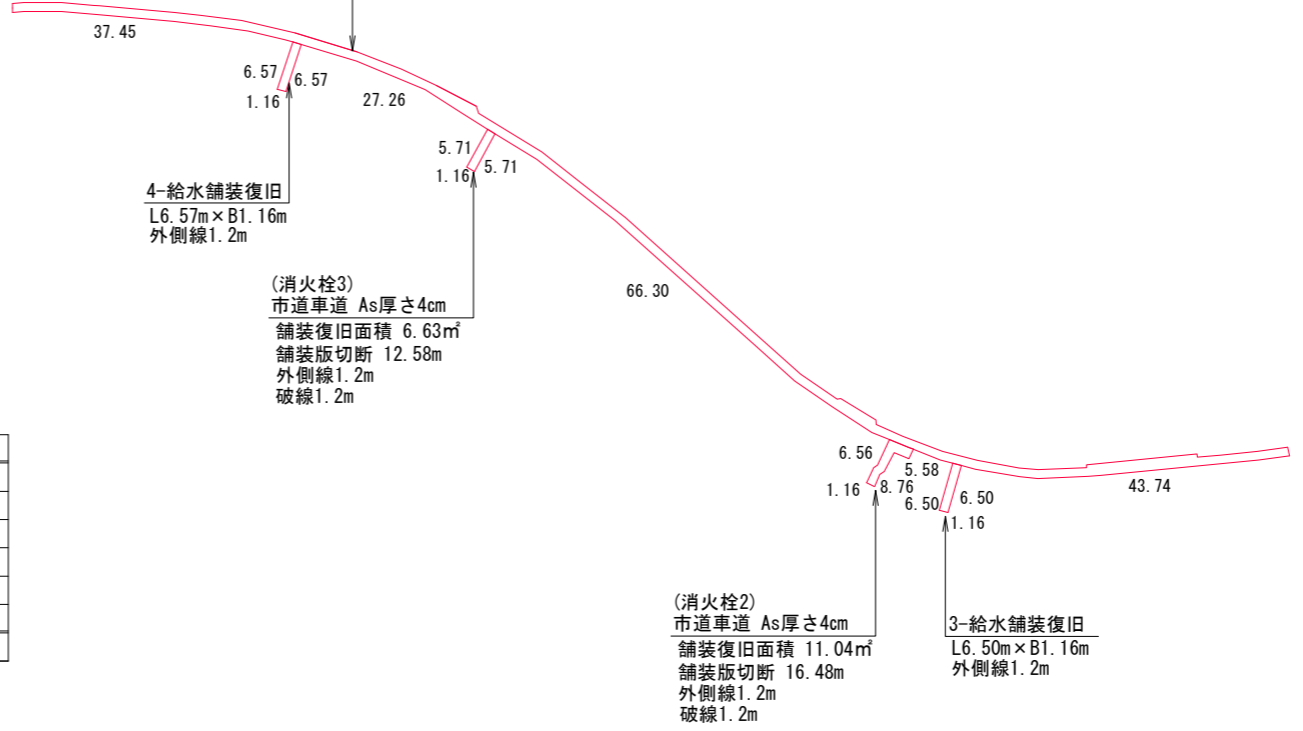 37.45
6.57
6.57
1.16
27.26
4-給水舗装復旧
L6.57m×B1.16m
外側線1.2m
5.71
5.71
1.16
(消火栓3)
市道車道 As厚さ4cm
舗装復旧面積 6.63㎡
舗装版切断 12.58m
外側線1.2m
破線1.2m
66.30
6.56
5.58
1.16
8.76
6.50
6.50
1.16
43.74
(消火栓2)
市道車道 As厚さ4cm
舗装復旧面積 11.04㎡
舗装版切断 16.48m
外側線1.2m
破線1.2m
3-給水舗装復旧
L6.50m×B1.16m
外側線1.2m